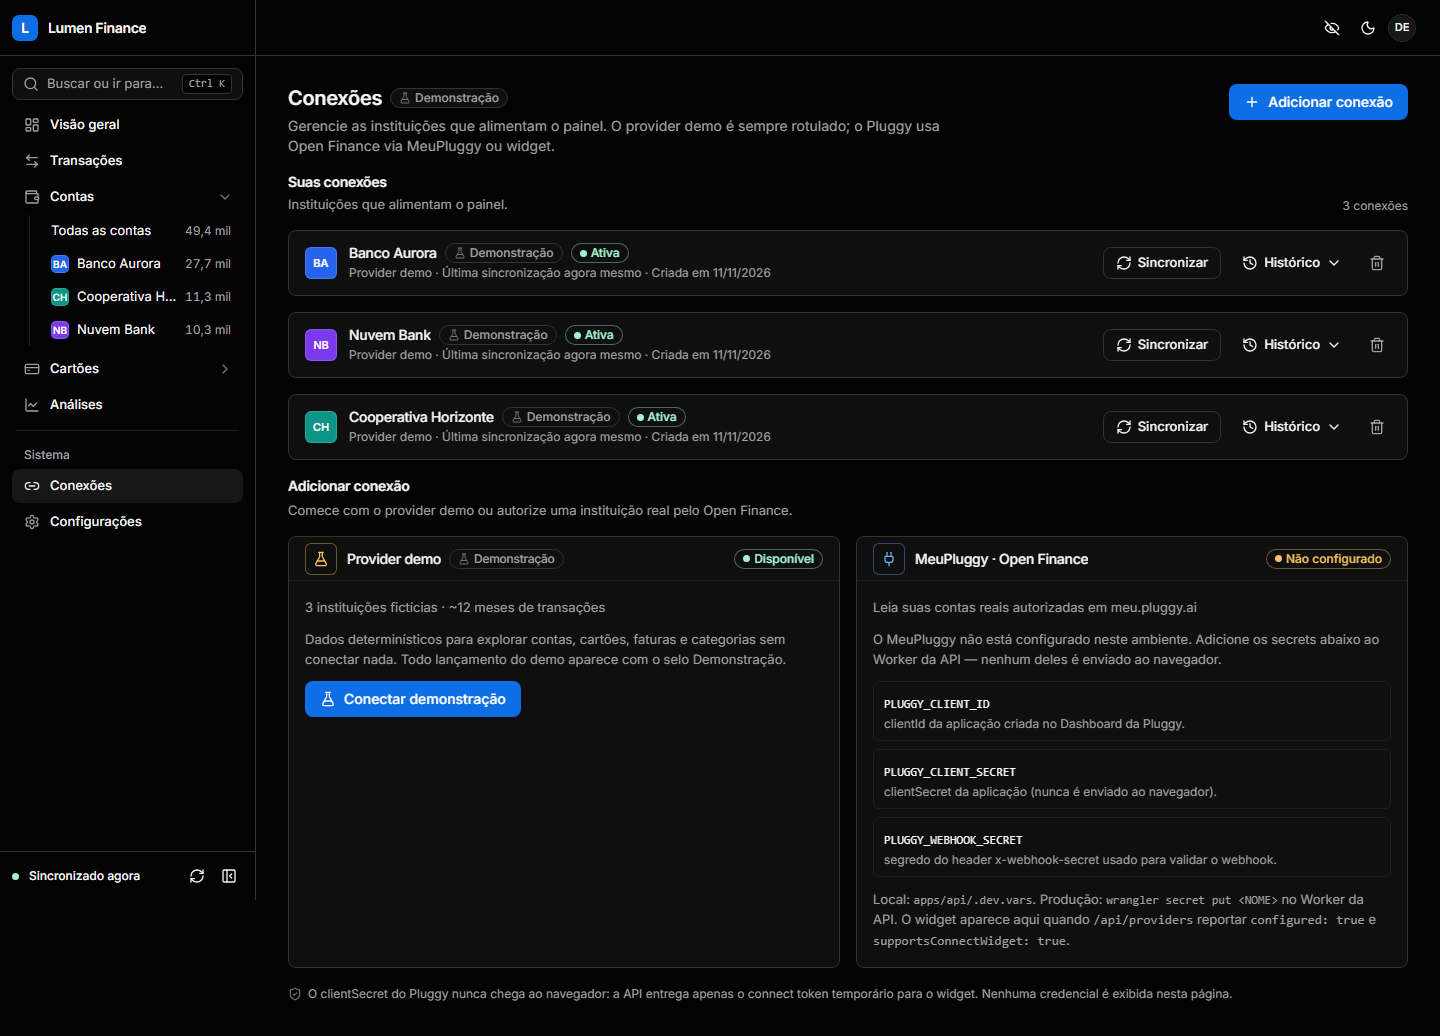 L Lumen Finance
DE
Buscar ou ir para... Ctrl K
Visão geral
Transações
Contas
Todas as contas 49,4 mil
BA Banco Aurora 27,7 mil
CH Cooperativa H... 11,3 mil
NB Nuvem Bank 10,3 mil
Cartões
Análises
Sistema
Conexões
Configurações
Sincronizado agora
Conexões Demonstração
Adicionar conexão
Gerencie as instituições que alimentam o painel. O provider demo é sempre rotulado; o Pluggy usa
Open Finance via MeuPluggy ou widget.
Suas conexões
Instituições que alimentam o painel.
3 conexões
BA Banco Aurora Demonstração Ativa
Provider demo · Última sincronização agora mesmo · Criada em 11/11/2026
Sincronizar Histórico
NB Nuvem Bank Demonstração Ativa
Provider demo · Última sincronização agora mesmo · Criada em 11/11/2026
Sincronizar Histórico
CH Cooperativa Horizonte Demonstração Ativa
Provider demo · Última sincronização agora mesmo · Criada em 11/11/2026
Sincronizar Histórico
Adicionar conexão
Comece com o provider demo ou autorize uma instituição real pelo Open Finance.
Provider demo Demonstração Disponível
3 instituições fictícias · ~12 meses de transações
Dados determinísticos para explorar contas, cartões, faturas e categorias sem
conectar nada. Todo lançamento do demo aparece com o selo Demonstração.
Conectar demonstração
MeuPluggy · Open Finance Não configurado
Leia suas contas reais autorizadas em meu.pluggy.ai
O MeuPluggy não está configurado neste ambiente. Adicione os secrets abaixo ao
Worker da API — nenhum deles é enviado ao navegador.
PLUGGY_CLIENT_ID
clientId da aplicação criada no Dashboard da Pluggy.
PLUGGY_CLIENT_SECRET
clientSecret da aplicação (nunca é enviado ao navegador).
PLUGGY_WEBHOOK_SECRET
segredo do header x-webhook-secret usado para validar o webhook.
Local: apps/api/.dev.vars. Produção: wrangler secret put <NOME> no Worker da
API. O widget aparece aqui quando /api/providers reportar configured: true e
supportsConnectWidget: true.
O clientSecret do Pluggy nunca chega ao navegador: a API entrega apenas o connect token temporário para o widget. Nenhuma credencial é exibida nesta página.